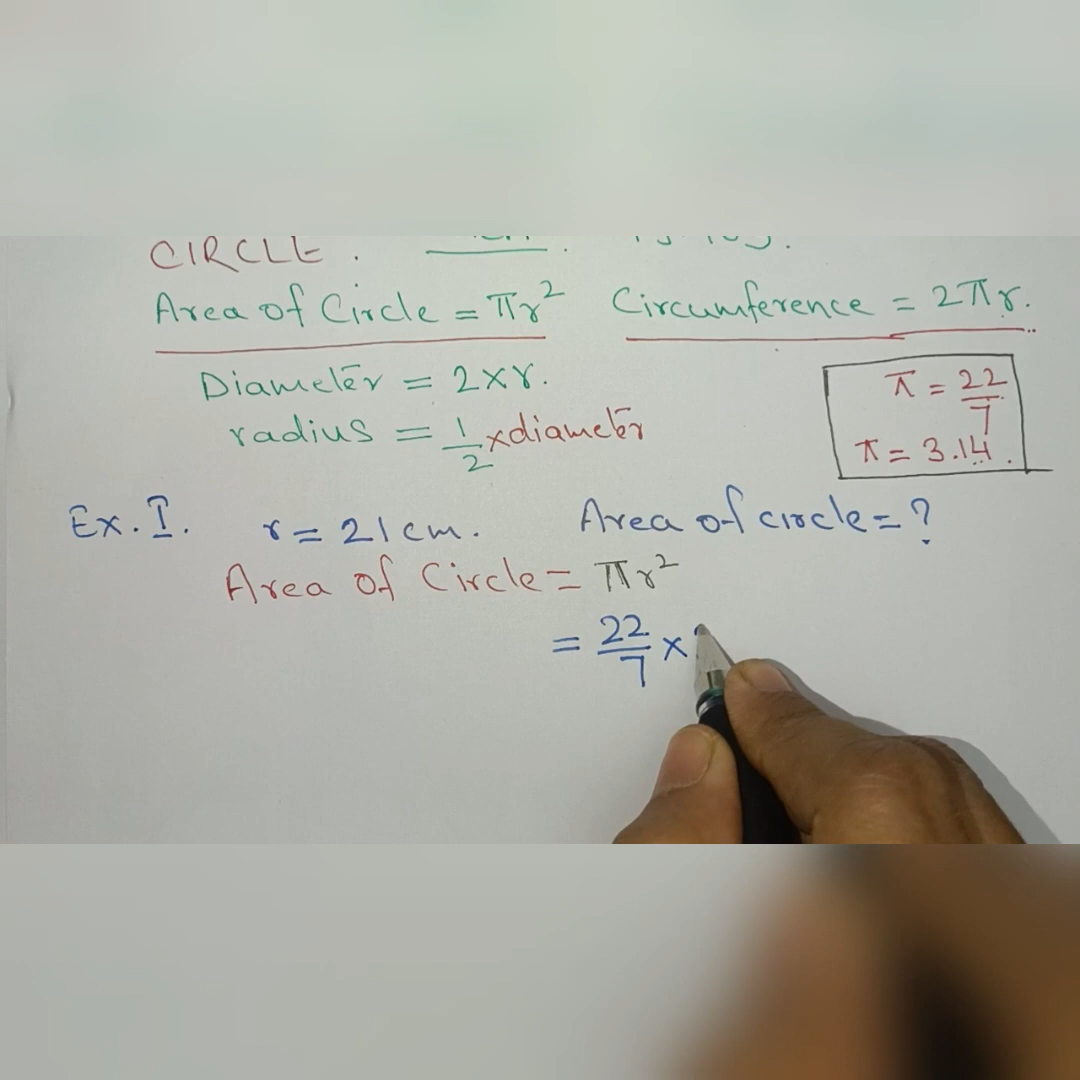 CIRCLE.
Area of Circle = πr² Circumference = 2πr.
Diameter = 2×r.
radius = 1/2 × diameter
π = 22/7
π = 3.14.
Ex. I. r = 21 cm. Area of circle = ?
Area of Circle = πr²
= 22/7 ×